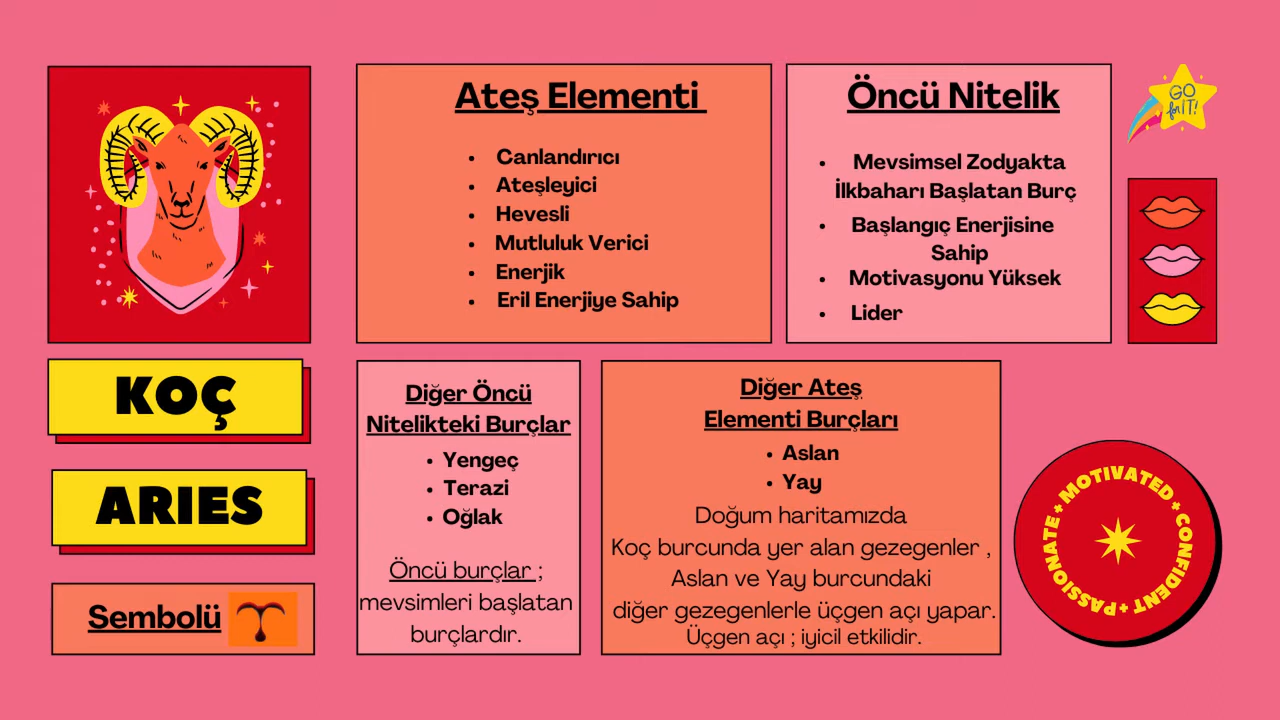 Ateş Elementi
Canlandırıcı
Ateşleyici
Hevesli
Mutluluk Verici
Enerjik
Eril Enerjiye Sahip
Öncü Nitelik
Mevsimsel Zodyakta
İlkbaharı Başlatan Burç
Başlangıç Enerjisine
Sahip
Motivasyonu Yüksek
Lider
GO
for IT!
KOÇ
ARIES
Sembolü
Diğer Öncü
Nitelikteki Burçlar
Yengeç
Terazi
Oğlak
Öncü burçlar ;
mevsimleri başlatan
burçlardır.
Diğer Ateş
Elementi Burçları
Aslan
Yay
Doğum haritamızda
Koç burcunda yer alan gezegenler ,
Aslan ve Yay burcundaki
diğer gezegenlerle üçgen açı yapar.
Üçgen açı ; iyicil etkilidir.
MOTIVATED + CONFIDENT + PASSIONATE +